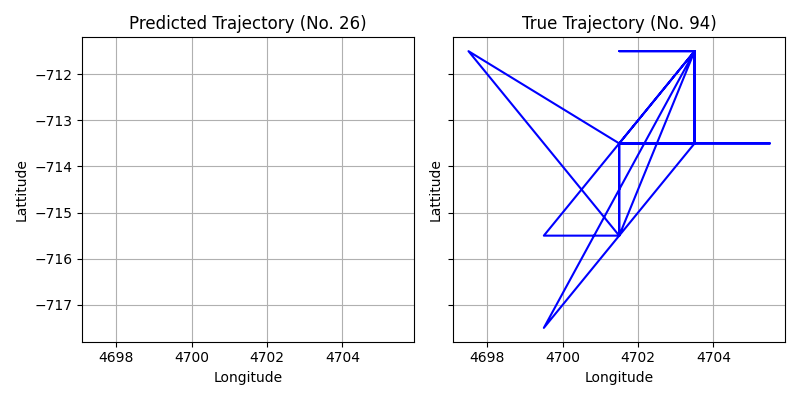 Predicted Trajectory (No. 26)
True Trajectory (No. 94)
−712
−713
−714
−715
−716
−717
Lattitude
Lattitude
4698
4700
4702
4704
4698
4700
4702
4704
Longitude
Longitude